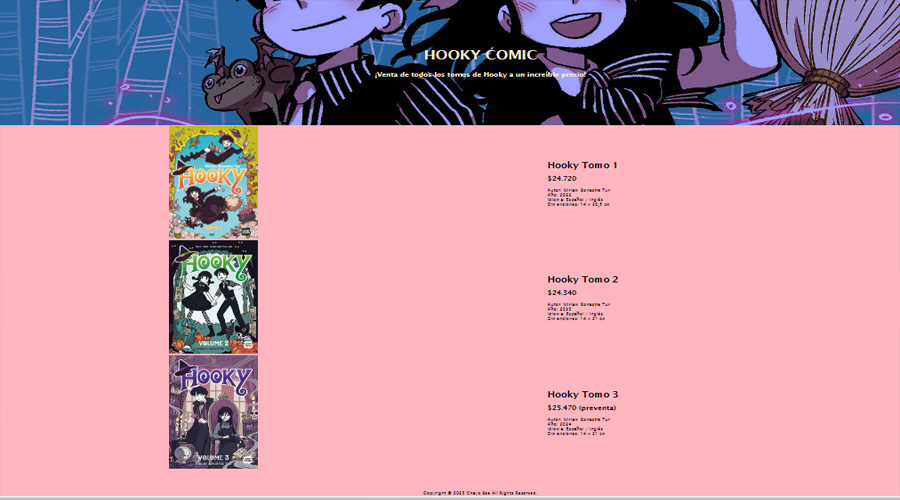 HOOKY COMIC
¡Venta de todos los tomos de Hooky a un increible precio!
HOOKY
Hooky Tomo 1
$24.720
Autor: Míriam Bonastre Tur
Año: 2022
Idioma: Español / Inglés
Dimensiones: 14 x 20,5 cm
HOOKY
VOLUME 2
Hooky Tomo 2
$24.340
Autor: Míriam Bonastre Tur
Año: 2023
Idioma: Español / Inglés
Dimensiones: 14 x 21 cm
HOOKY
VOLUME 3
Hooky Tomo 3
$25.470 (preventa)
Autor: Míriam Bonastre Tur
Año: 2024
Idioma: Español / Inglés
Dimensiones: 14 x 21 cm
Copyright © 2023 All Rights Reserved.